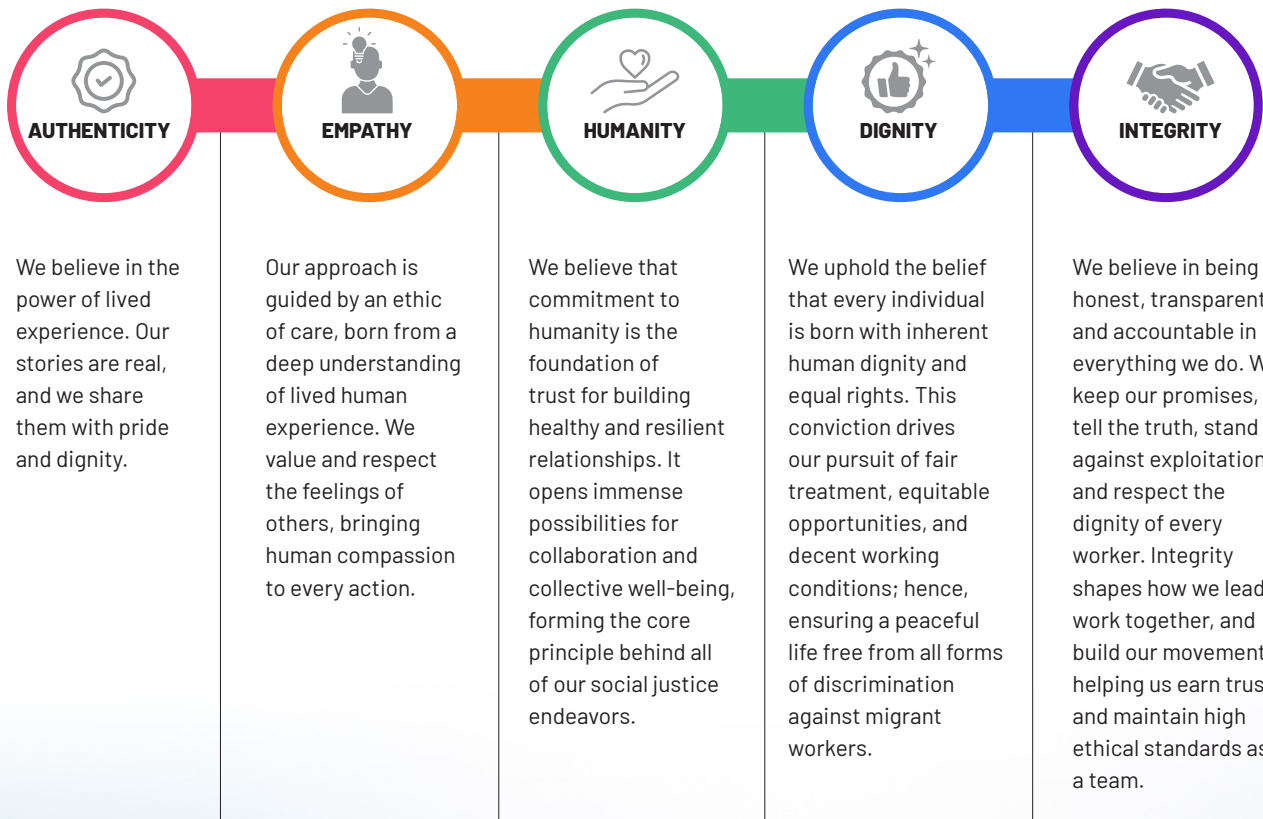 AUTHENTICITY
We believe in the
power of lived
experience. Our
stories are real,
and we share
them with pride
and dignity.
EMPATHY
Our approach is
guided by an ethic
of care, born from a
deep understanding
of lived human
experience. We
value and respect
the feelings of
others, bringing
human compassion
to every action.
HUMANITY
We believe that
commitment to
humanity is the
foundation of
trust for building
healthy and resilient
relationships. It
opens immense
possibilities for
collaboration and
collective well-being,
forming the core
principle behind all
of our social justice
endeavors.
DIGNITY
We uphold the belief
that every individual
is born with inherent
human dignity and
equal rights. This
conviction drives
our pursuit of fair
treatment, equitable
opportunities, and
decent working
conditions; hence,
ensuring a peaceful
life free from all forms
of discrimination
against migrant
workers.
INTEGRITY
We believe in being
honest, transparent
and accountable in
everything we do.
keep our promises,
tell the truth, stand
against exploitation
and respect the
dignity of every
worker. Integrity
shapes how we lead
work together, and
build our movement
helping us earn
and maintain high
ethical standards
a team.